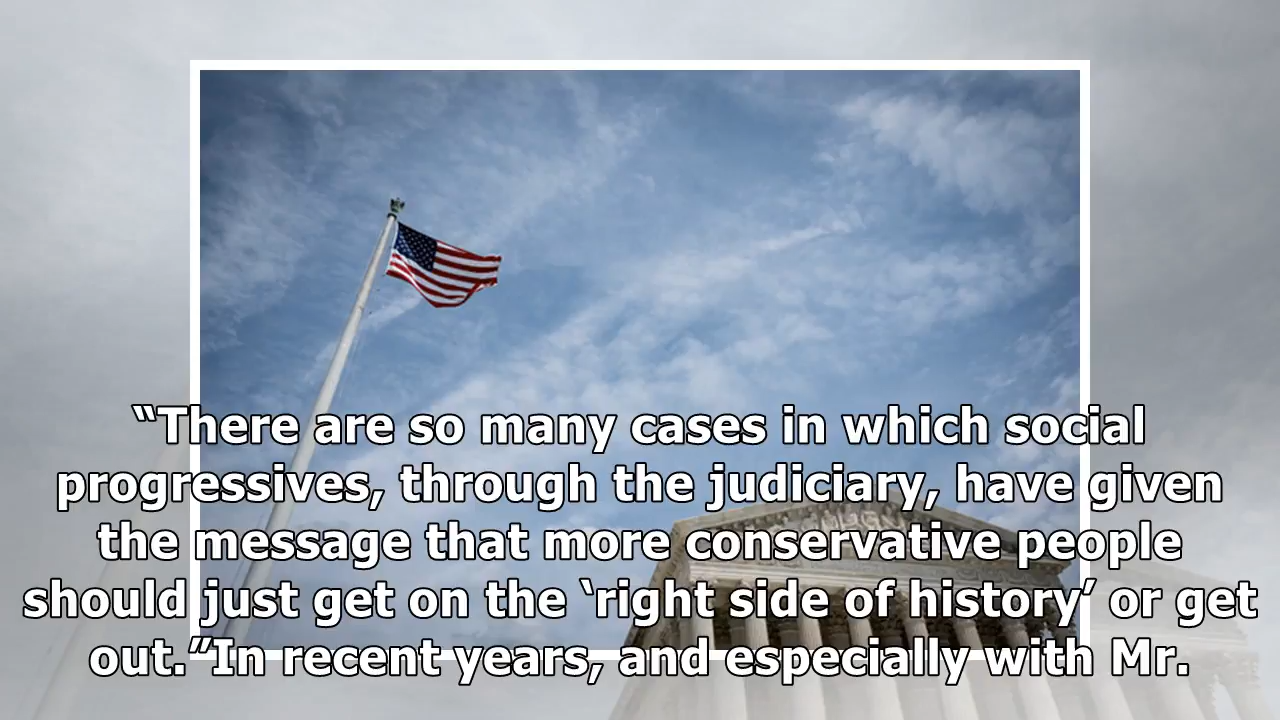 “There are so many cases in which social
progressives, through the judiciary, have given
the message that more conservative people
should just get on the ‘right side of history’ or get
out.”In recent years, and especially with Mr.